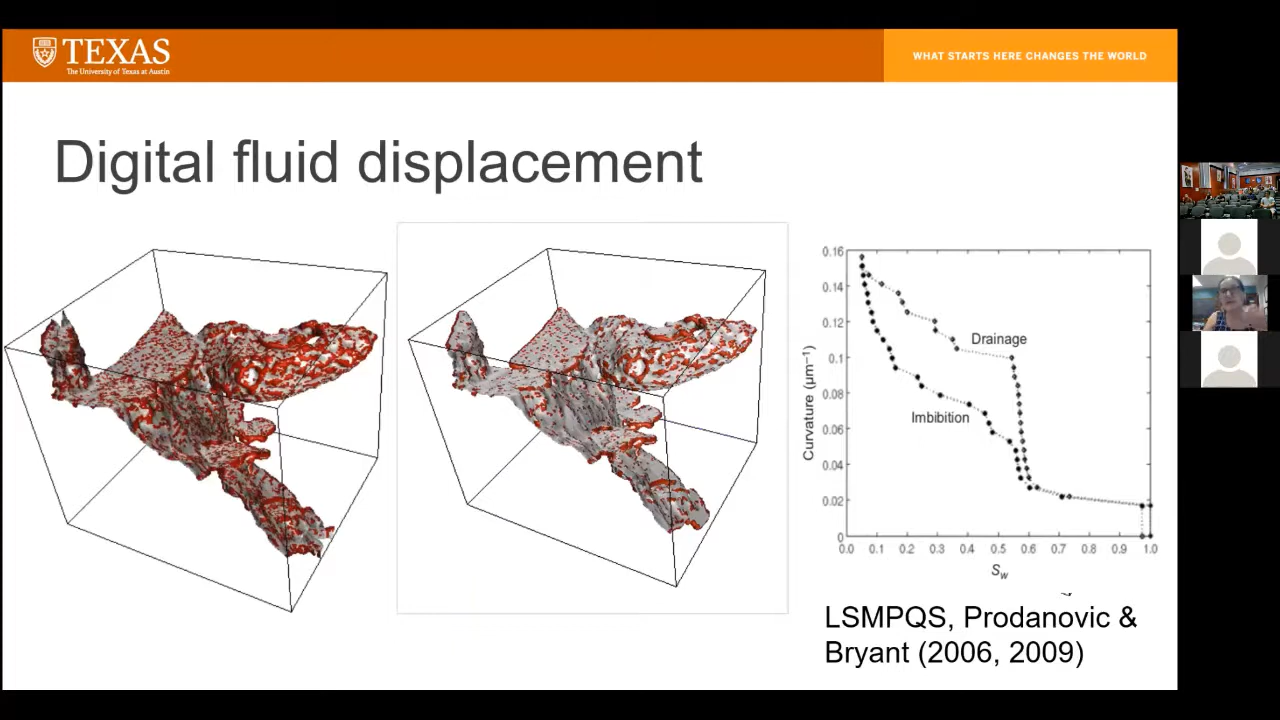 TEXAS
The University of Texas at Austin
WHAT STARTS HERE CHANGES THE WORLD
Digital fluid displacement
0.16
0.14
0.12
0.1
0.08
0.06
0.04
0.02
0
Curvature (μm⁻¹)
Drainage
Imbibition
0.0 0.1 0.2 0.3 0.4 0.5 0.6 0.7 0.8 0.9 1.0
Sw
LSMPQS, Prodanovic &
Bryant (2006, 2009)